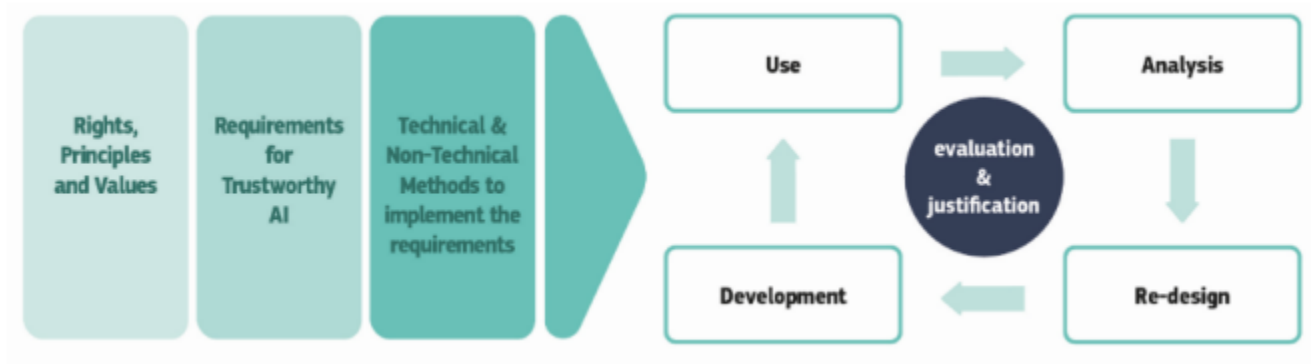 Rights,
Principles
and Values
Requirements
for
Trustworthy
AI
Technical &
Non-Technical
Methods to
implement the
requirements
Use
Analysis
evaluation
&
justification
Development
Re-design